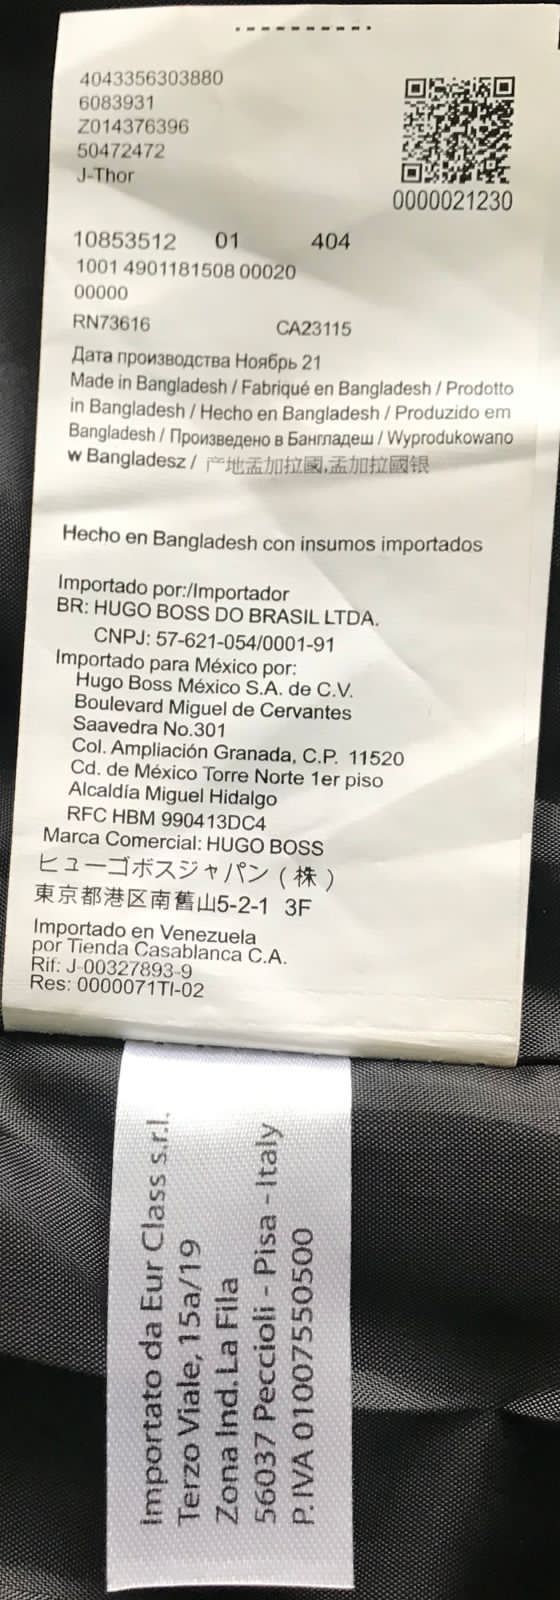 4043356303880
6083931
Z014376396
50472472
J-Thor
0000021230
10853512 01 404
1001 4901181508 00020
00000
RN73616 CA23115
Дата производства Ноябрь 21
Made in Bangladesh / Fabriqué en Bangladesh / Prodotto
in Bangladesh / Hecho en Bangladesh / Produzido em
Bangladesh / Произведено в Бангладеш / Wyprodukowano
w Bangladesz / 产地孟加拉國,孟加拉國银
Hecho en Bangladesh con insumos importados
Importado por:/Importador
BR: HUGO BOSS DO BRASIL LTDA.
CNPJ: 57-621-054/0001-91
Importado para México por:
Hugo Boss México S.A. de C.V.
Boulevard Miguel de Cervantes
Saavedra No.301
Col. Ampliación Granada, C.P. 11520
Cd. de México Torre Norte 1er piso
Alcaldía Miguel Hidalgo
RFC HBM 990413DC4
Marca Comercial: HUGO BOSS
ヒューゴボスジャパン(株)
東京都港区南舊山5-2-1 3F
Importado en Venezuela
por Tienda Casablanca C.A.
Rif: J-00327893-9
Res: 0000071TI-02
Importato da Eur Class s.r.l.
Terzo Viale, 15a/19
Zona Ind. La Fila
56037 Peccioli - Pisa - Italy
P.IVA 01007550500